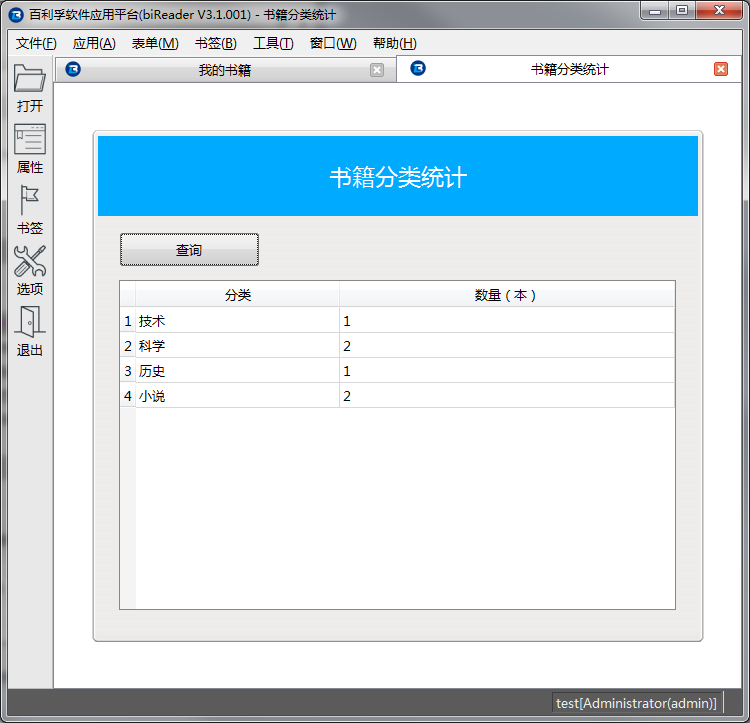 百利孚软件应用平台(biReader V3.1.001) - 书籍分类统计
文件(F) 应用(A) 表单(M) 书签(B) 工具(T) 窗口(W) 帮助(H)
我的书籍 书籍分类统计
打开
属性
书签
选项
退出
书籍分类统计
查询
分类 数量（本）
1 技术 1
2 科学 2
3 历史 1
4 小说 2
test[Administrator(admin)]